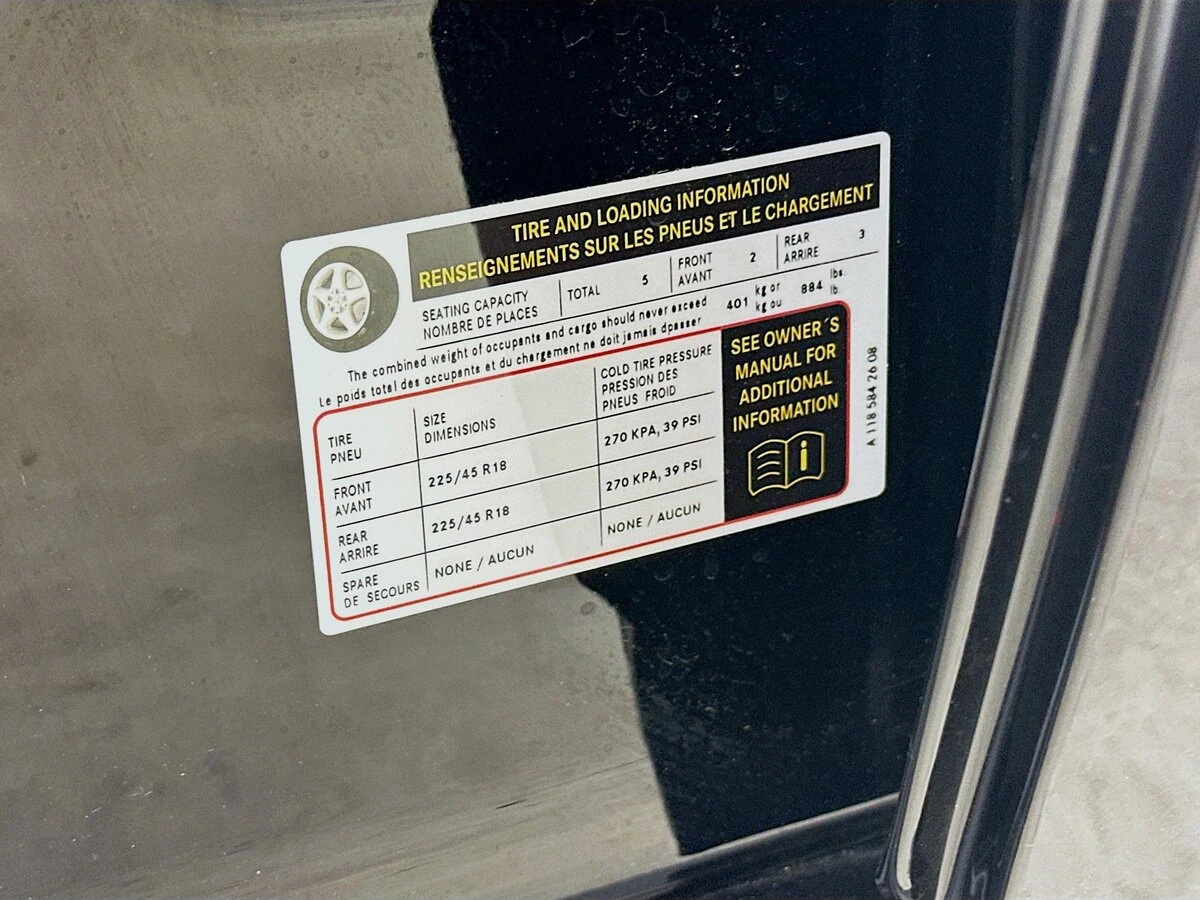 TIRE AND LOADING INFORMATION
RENSEIGNEMENTS SUR LES PNEUS ET LE CHARGEMENT
SEATING CAPACITY
NOMBRE DE PLACES
TOTAL 5
FRONT
AVANT
2
REAR
ARRIRE
3
The combined weight of occupants and cargo should never exceed 401 kg or 884 lbs.
Le poids total des occupants et du chargement ne doit jamais dpasser kg ou lb.
TIRE
PNEU
SIZE
DIMENSIONS
COLD TIRE PRESSURE
PRESSION DES
PNEUS FROID
FRONT
AVANT
225/45 R18
270 KPA, 39 PSI
REAR
ARRIRE
225/45 R18
270 KPA, 39 PSI
SPARE
DE SECOURS
NONE / AUCUN
NONE / AUCUN
SEE OWNER´S
MANUAL FOR
ADDITIONAL
INFORMATION
i
A 118 584 26 08